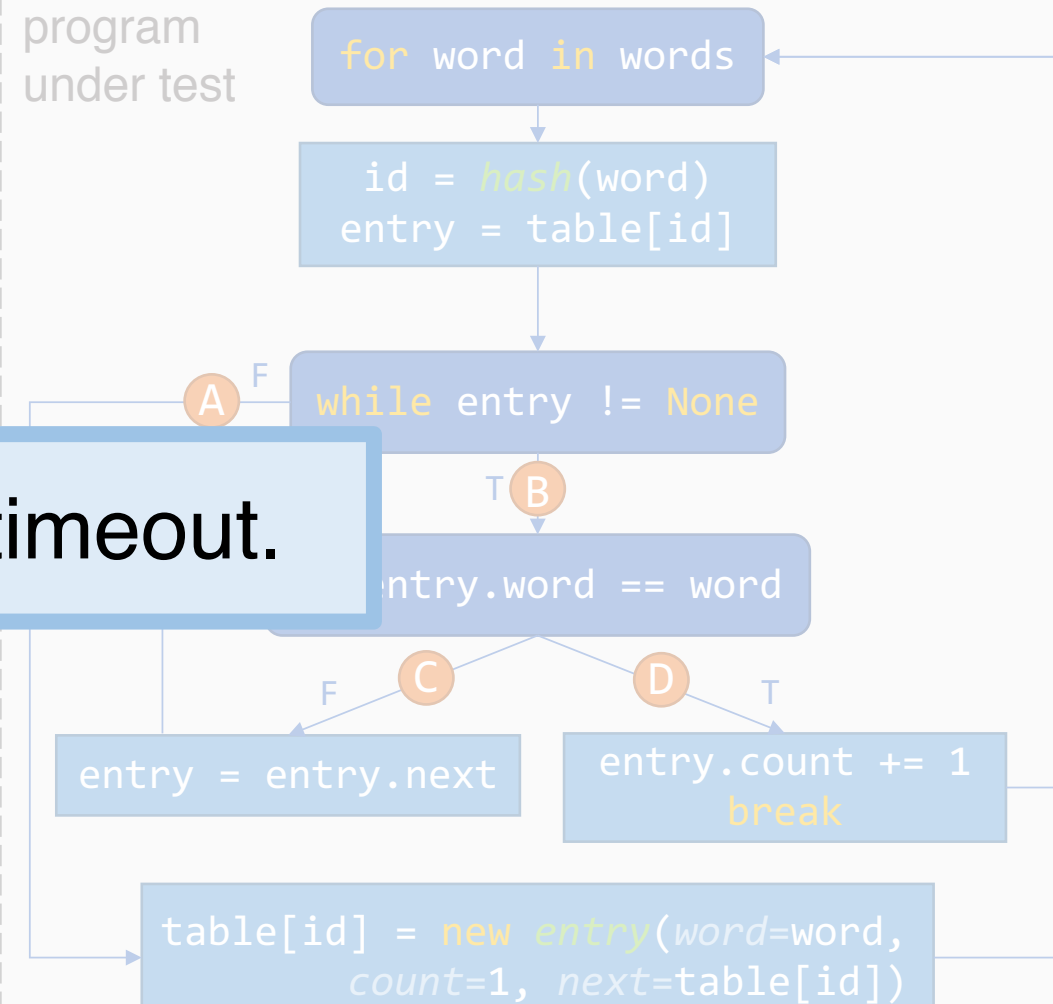 program
under test
for word in words
id = hash(word)
entry = table[id]
F
A
while entry != None
T B
timeout.
entry.word == word
F C D T
entry = entry.next
entry.count += 1
break
table[id] = new entry(word=word,
count=1, next=table[id])